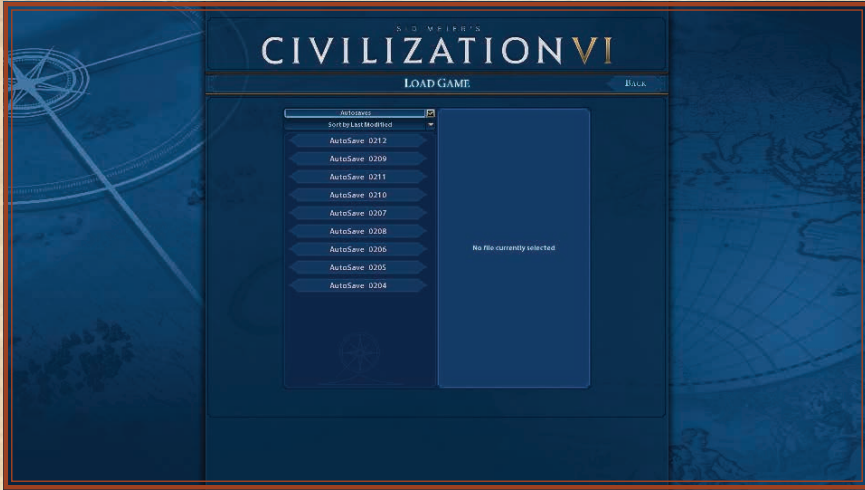 SID MEIER'S
CIVILIZATION VI
LOAD GAME
BACK
Autosaves
Sort by Last Modified
AutoSave 0212
AutoSave 0209
AutoSave 0211
AutoSave 0210
AutoSave 0207
AutoSave 0208
AutoSave 0206
AutoSave 0205
AutoSave 0204
No file currently selected